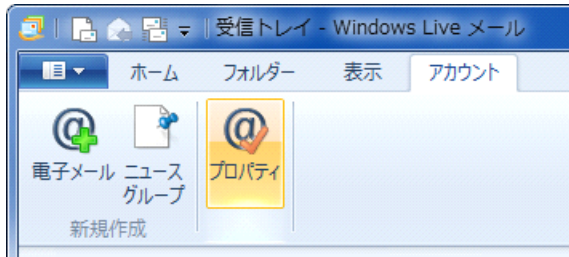 受信トレイ - Windows Live メール
ホーム フォルダー 表示 アカウント
電子メール ニュース グループ プロパティ
新規作成